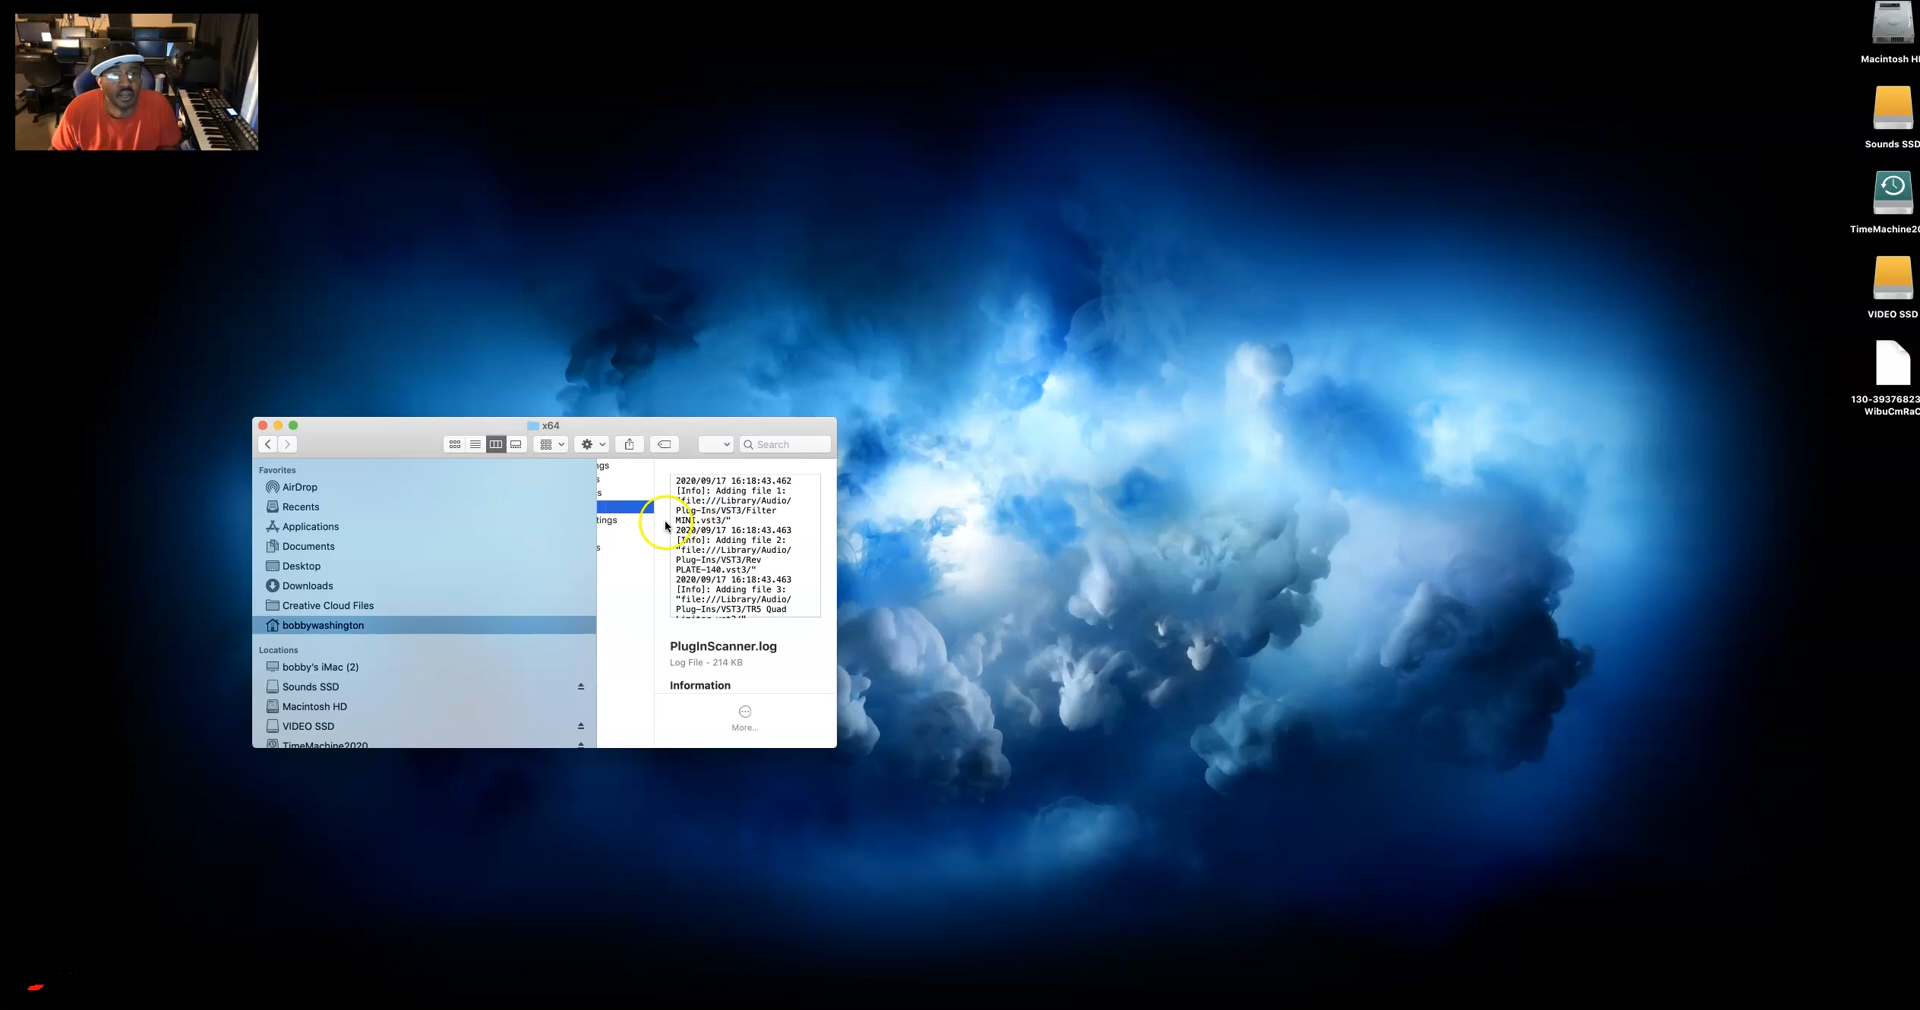 Macintosh H
Sounds SSD
TimeMachine20
VIDEO SSD
130-39376823
WibuCmRaC
x64
Search
Favorites
AirDrop
Recents
Applications
Documents
Desktop
Downloads
Creative Cloud Files
bobbywashington
Locations
bobby's iMac (2)
Sounds SSD
Macintosh HD
VIDEO SSD
TimeMachine2020
ngs
s
s
tings
s
2020/09/17 16:18:43.462
[Info]: Adding file 1:
"file:///Library/Audio/
Plug-Ins/VST3/Filter
MINI.vst3/"
2020/09/17 16:18:43.463
[Info]: Adding file 2:
"file:///Library/Audio/
Plug-Ins/VST3/Rev
PLATE-140.vst3/"
2020/09/17 16:18:43.463
[Info]: Adding file 3:
"file:///Library/Audio/
Plug-Ins/VST3/TR5 Quad
PlugInScanner.log
Log File - 214 KB
Information
More...